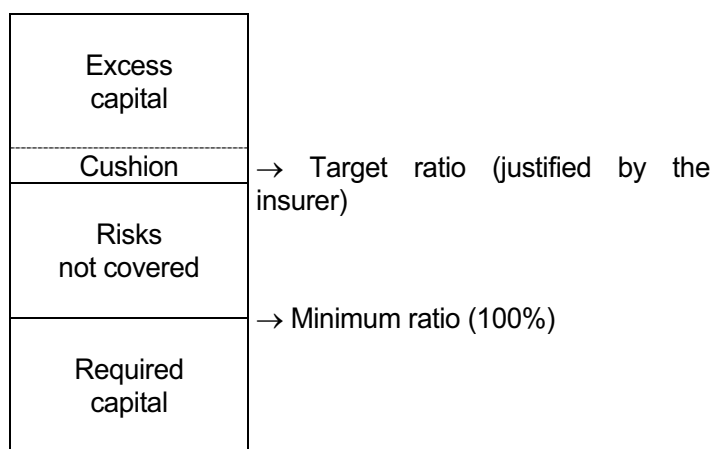 Excess
capital
Cushion
→ Target ratio (justified by the
insurer)
Risks
not covered
→ Minimum ratio (100%)
Required
capital